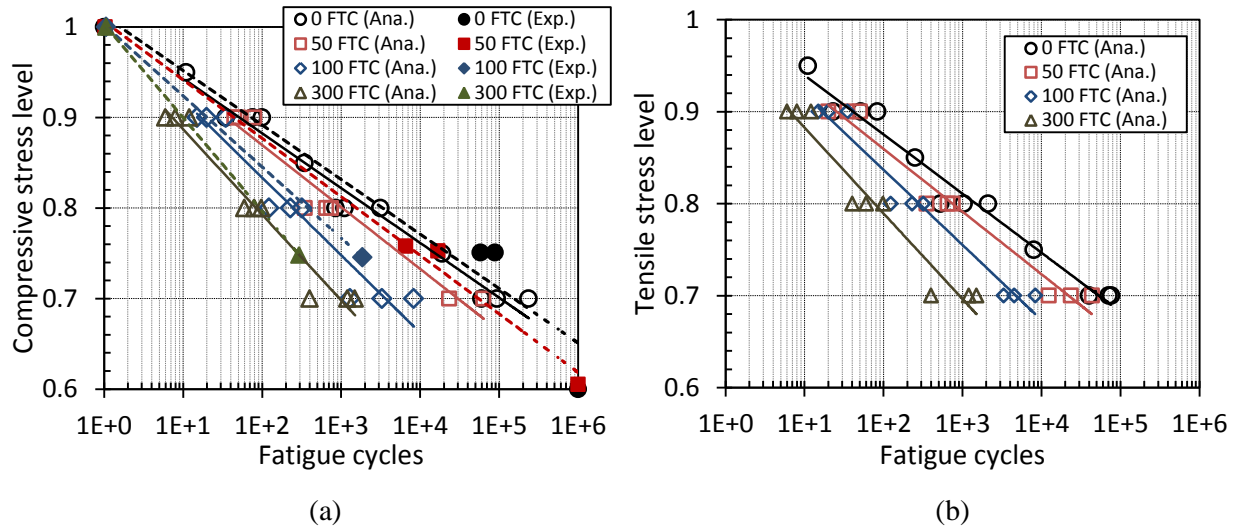 0 FTC (Ana.) 0 FTC (Exp.)
50 FTC (Ana.) 50 FTC (Exp.)
100 FTC (Ana.) 100 FTC (Exp.)
300 FTC (Ana.) 300 FTC (Exp.)
Compressive stress level
1
0.9
0.8
0.7
0.6
1E+0 1E+1 1E+2 1E+3 1E+4 1E+5 1E+6
Fatigue cycles
(a)
0 FTC (Ana.)
50 FTC (Ana.)
100 FTC (Ana.)
300 FTC (Ana.)
Tensile stress level
1
0.9
0.8
0.7
0.6
1E+0 1E+1 1E+2 1E+3 1E+4 1E+5 1E+6
Fatigue cycles
(b)